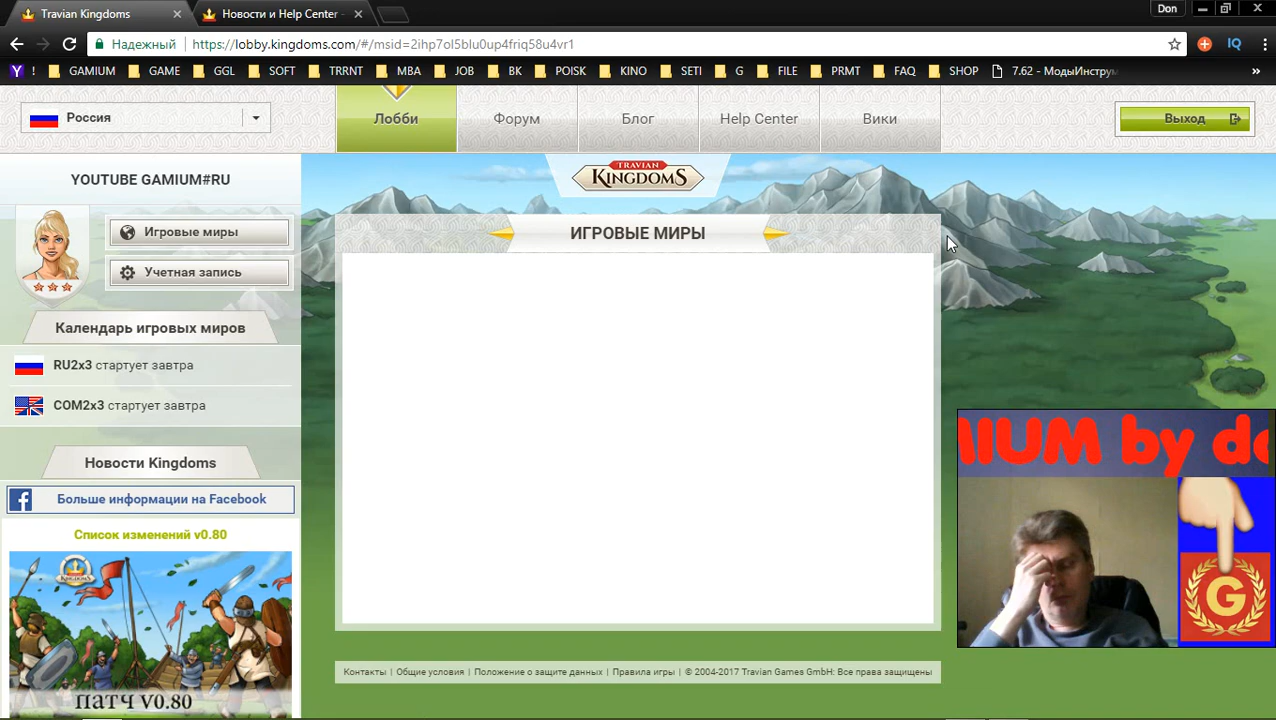 Travian Kingdoms
Новости и Help Center -
Don
Надежный
https://lobby.kingdoms.com/#/msid=2ihp7ol5blu0up4friq58u4vr1
IQ
Y !
GAMIUM
GAME
GGL
SOFT
TRRNT
MBA
JOB
BK
POISK
KINO
SETI
G
FILE
PRMT
FAQ
SHOP
7.62 - МодыИнструм
»
Россия
Лобби
Форум
Блог
Help Center
Вики
Выход
YOUTUBE GAMIUM#RU
Игровые миры
Учетная запись
Календарь игровых миров
RU2x3 стартует завтра
COM2x3 стартует завтра
Новости Kingdoms
Больше информации на Facebook
Список изменений v0.80
KINGDOMS
ПАТЧ V0.80
TRAVIAN
KINGDOMS
ИГРОВЫЕ МИРЫ
Контакты | Общие условия | Положение о защите данных | Правила игры | © 2004-2017 Travian Games GmbH: Все права защищены
MIUM by do
G